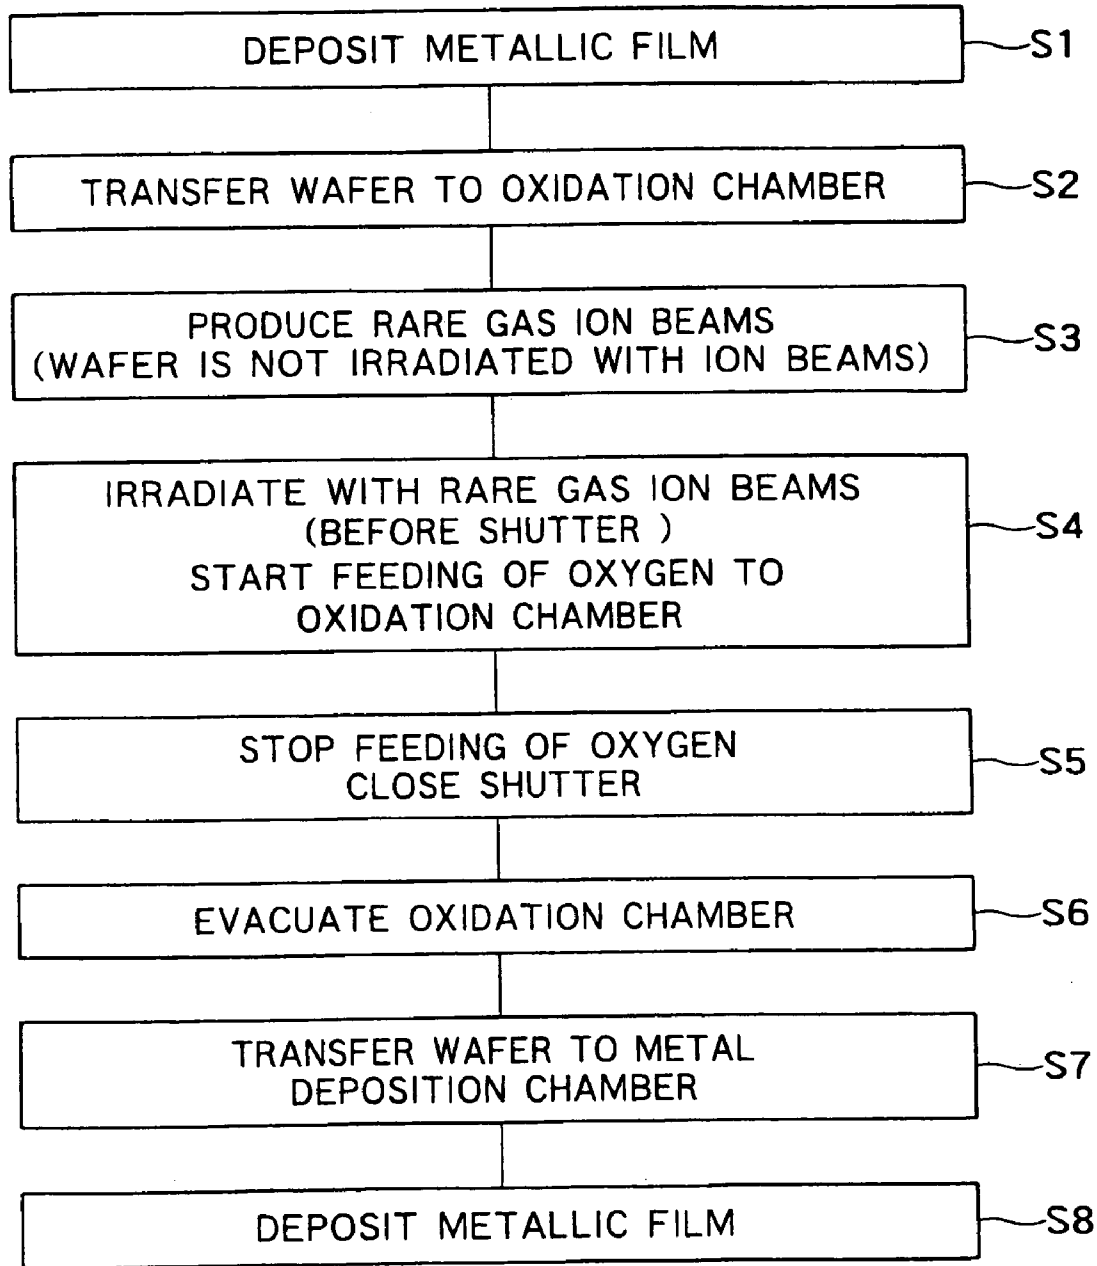 DEPOSIT METALLIC FILM S1
TRANSFER WAFER TO OXIDATION CHAMBER S2
PRODUCE RARE GAS ION BEAMS
(WAFER IS NOT IRRADIATED WITH ION BEAMS) S3
IRRADIATE WITH RARE GAS ION BEAMS
(BEFORE SHUTTER ) S4
START FEEDING OF OXYGEN TO
OXIDATION CHAMBER
STOP FEEDING OF OXYGEN
CLOSE SHUTTER S5
EVACUATE OXIDATION CHAMBER S6
TRANSFER WAFER TO METAL
DEPOSITION CHAMBER S7
DEPOSIT METALLIC FILM S8